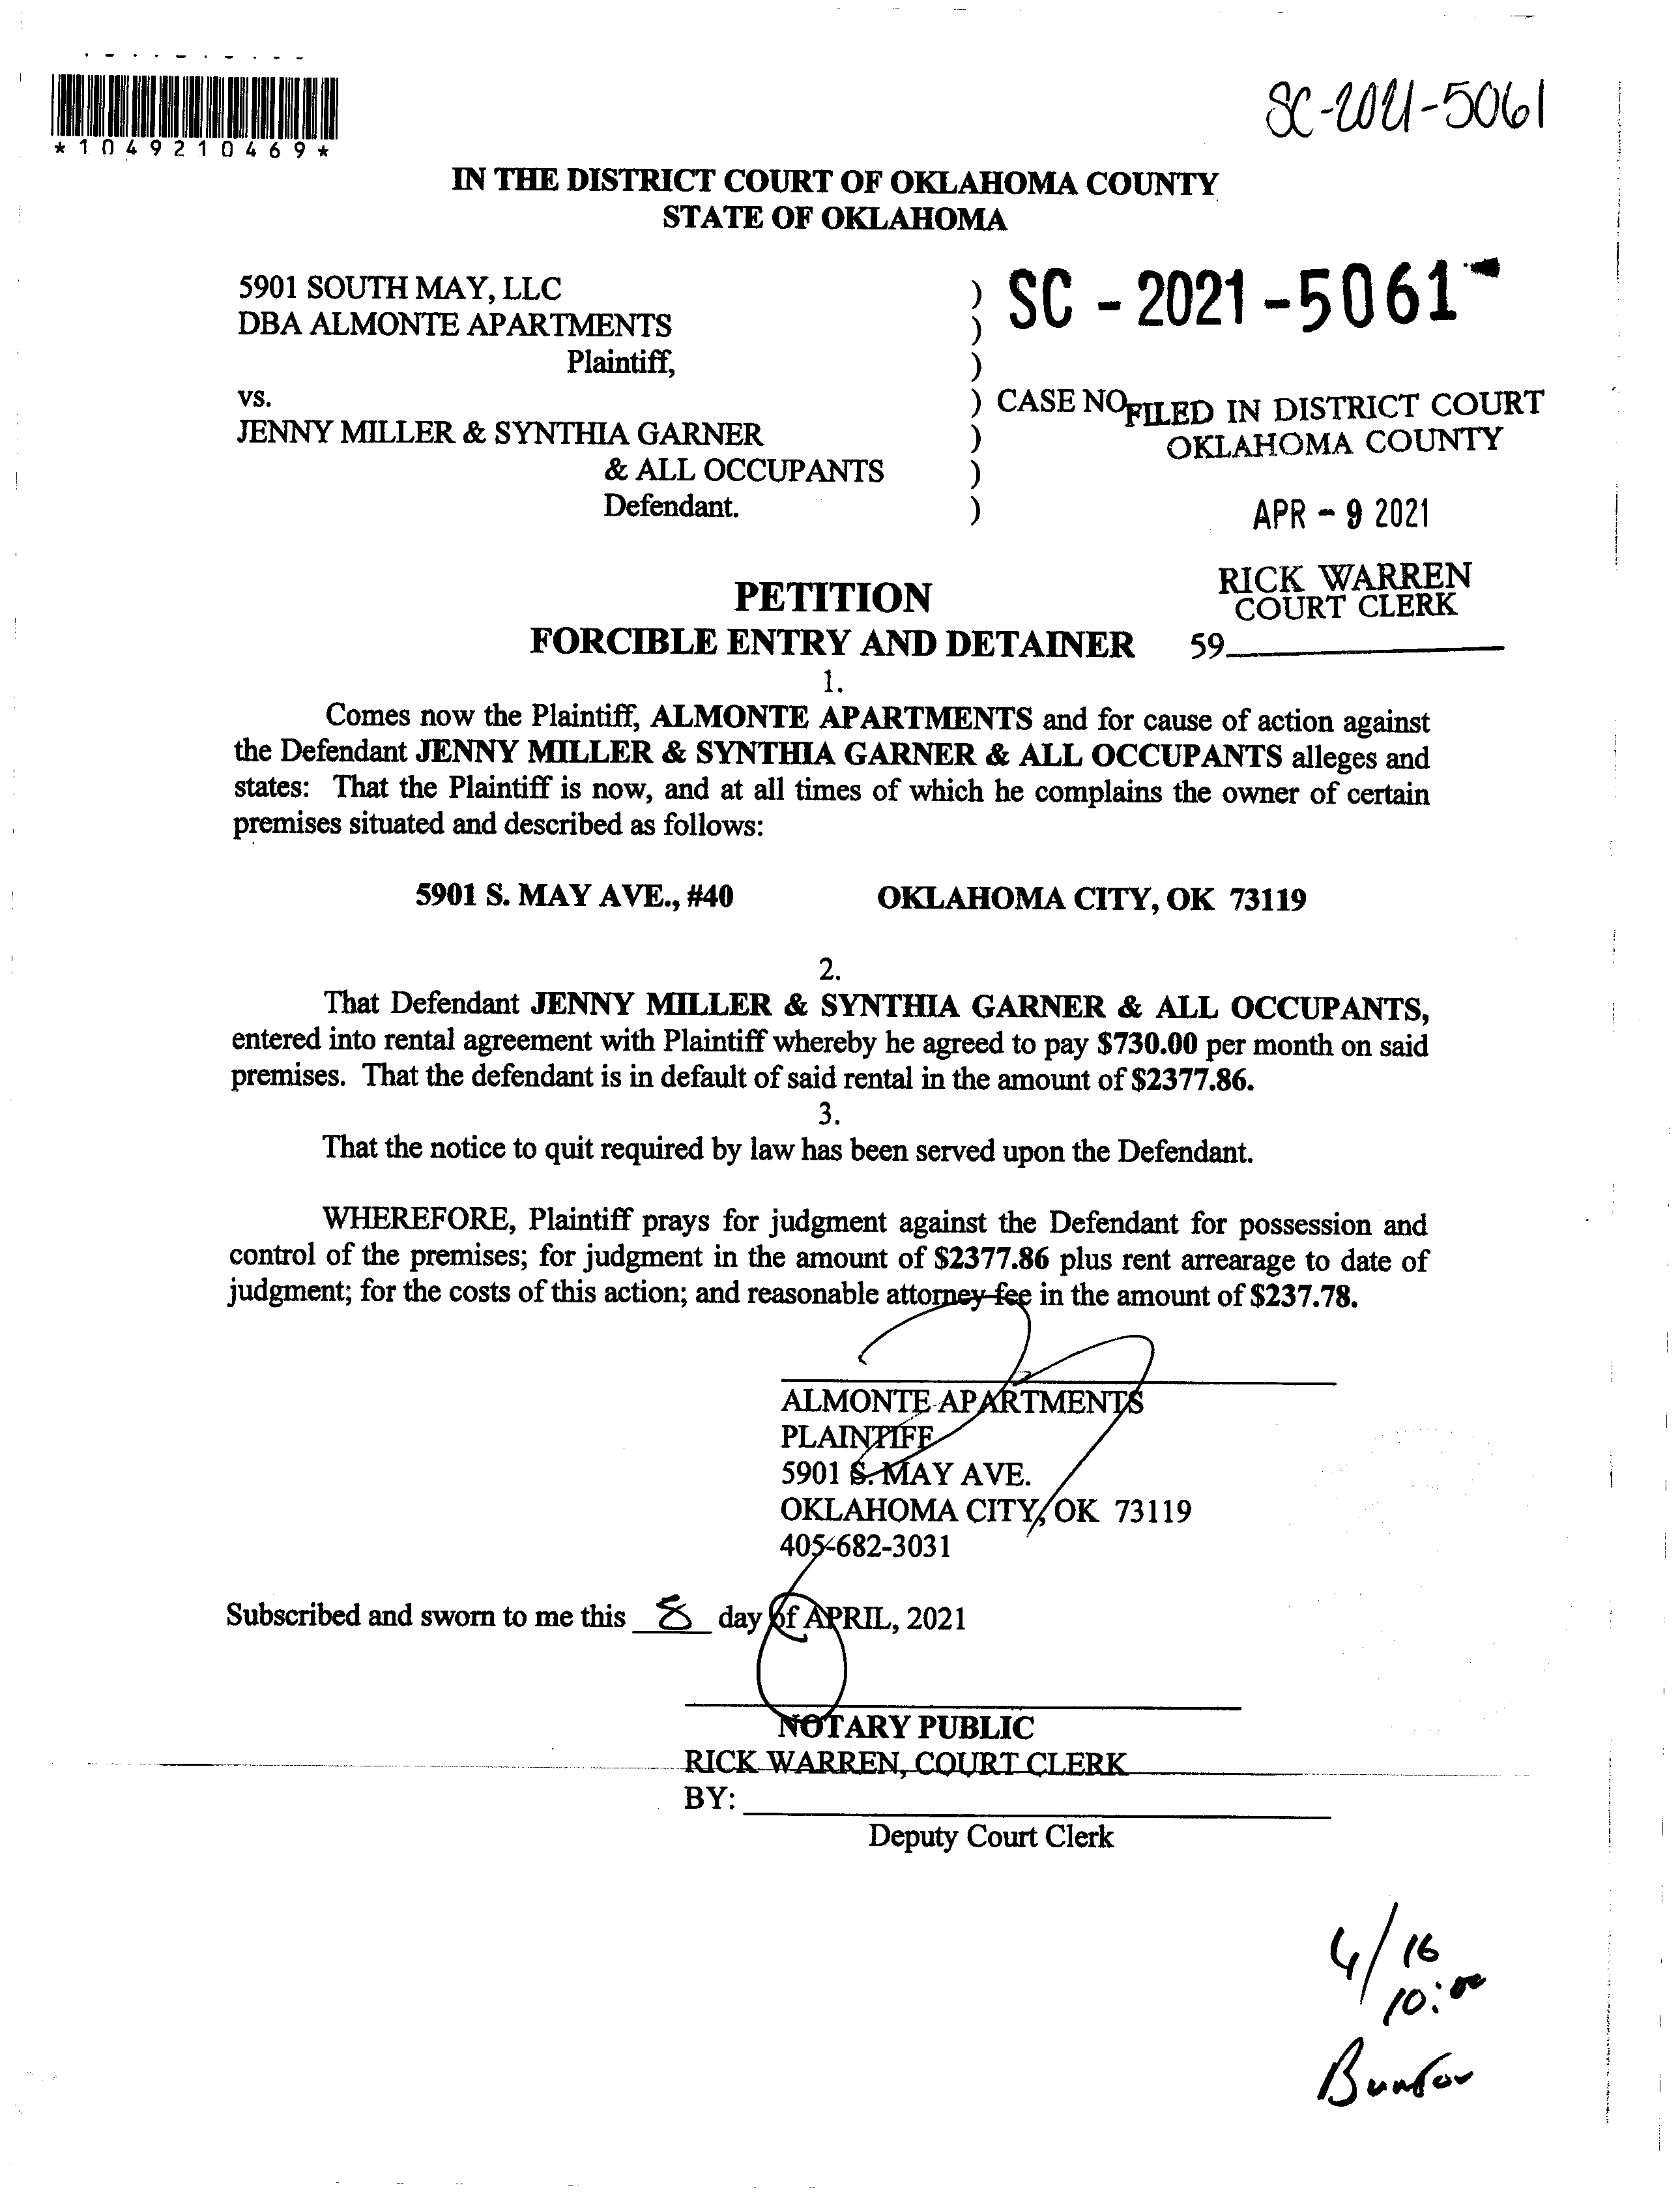 *1049210469*
SC-2021-5061
IN THE DISTRICT COURT OF OKLAHOMA COUNTY
STATE OF OKLAHOMA
5901 SOUTH MAY, LLC ) SC - 2021 - 5061
DBA ALMONTE APARTMENTS )
Plaintiff, )
vs. ) CASE NO FILED IN DISTRICT COURT
JENNY MILLER & SYNTHIA GARNER ) OKLAHOMA COUNTY
& ALL OCCUPANTS )
Defendant. ) APR - 9 2021
PETITION RICK WARREN
COURT CLERK
FORCIBLE ENTRY AND DETAINER 59
1.
Comes now the Plaintiff, ALMONTE APARTMENTS and for cause of action against
the Defendant JENNY MILLER & SYNTHIA GARNER & ALL OCCUPANTS alleges and
states: That the Plaintiff is now, and at all times of which he complains the owner of certain
premises situated and described as follows:
5901 S. MAY AVE., #40 OKLAHOMA CITY, OK 73119
2.
That Defendant JENNY MILLER & SYNTHIA GARNER & ALL OCCUPANTS,
entered into rental agreement with Plaintiff whereby he agreed to pay $730.00 per month on said
premises. That the defendant is in default of said rental in the amount of $2377.86.
3.
That the notice to quit required by law has been served upon the Defendant.
WHEREFORE, Plaintiff prays for judgment against the Defendant for possession and
control of the premises; for judgment in the amount of $2377.86 plus rent arrearage to date of
judgment; for the costs of this action; and reasonable attorney fee in the amount of $237.78.
ALMONTE APARTMENTS
PLAINTIFF
5901 S. MAY AVE.
OKLAHOMA CITY, OK 73119
405-682-3031
Subscribed and sworn to me this 8 day of APRIL, 2021
NOTARY PUBLIC
RICK WARREN, COURT CLERK
BY:
Deputy Court Clerk
4/16
10:00